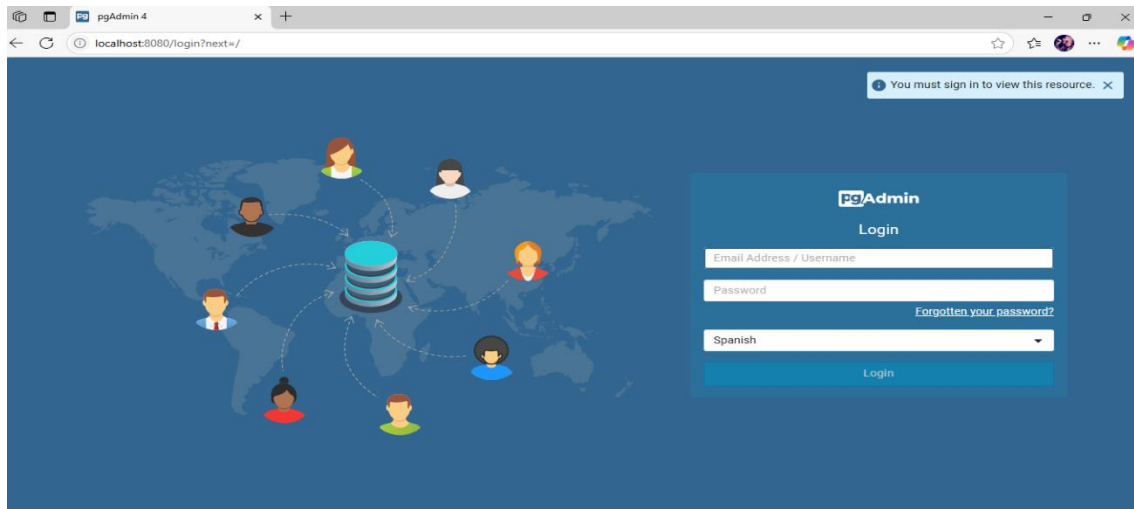 pgAdmin 4
localhost:8080/login?next=/
You must sign in to view this resource.
pgAdmin
Login
Email Address / Username
Password
Forgotten your password?
Spanish
Login